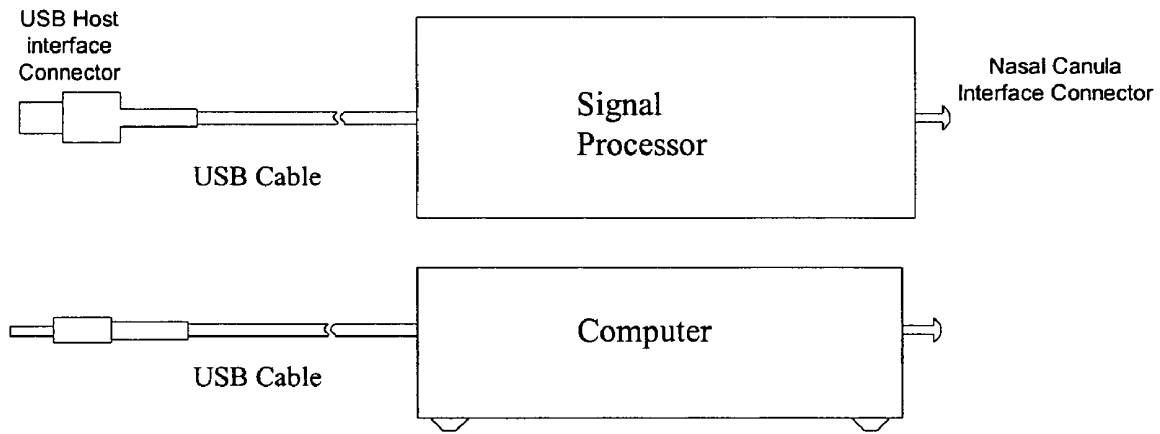 USB Host
interface
Connector
Nasal Canula
Interface Connector
Signal
Processor
USB Cable
Computer
USB Cable